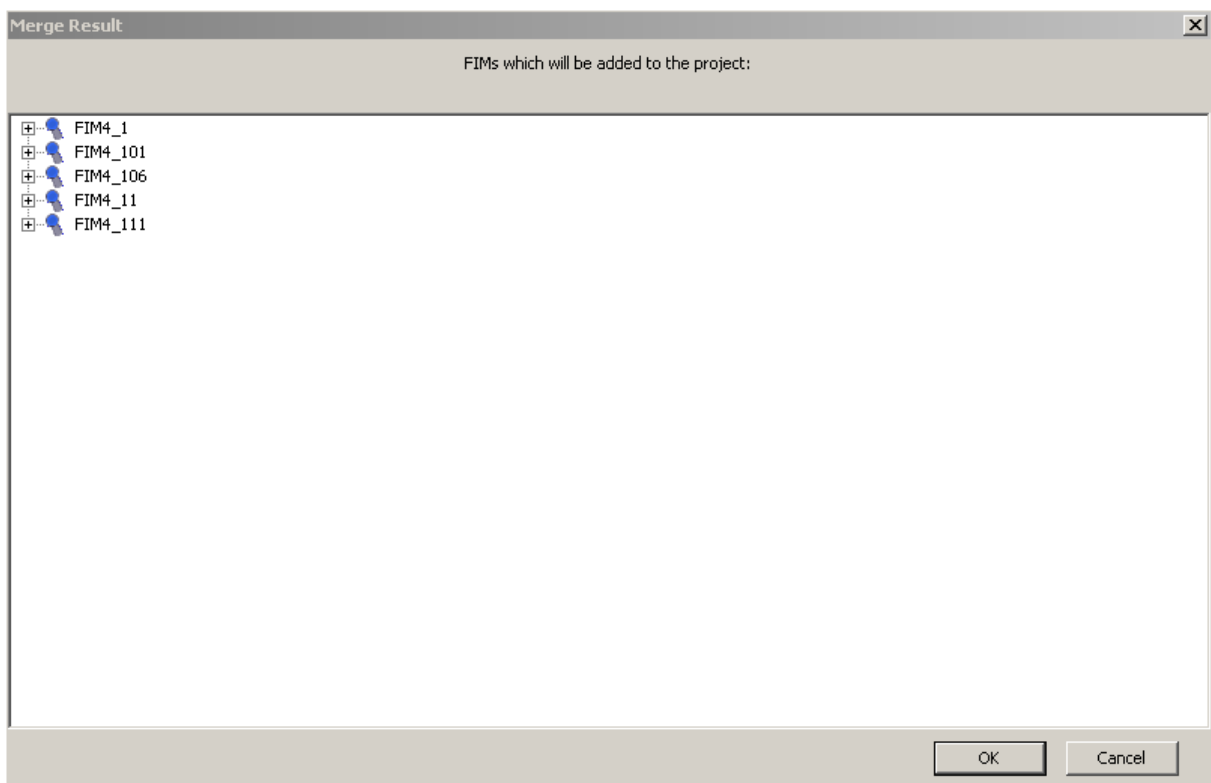 Merge Result
FIMs which will be added to the project:
FIM4_1
FIM4_101
FIM4_106
FIM4_11
FIM4_111
OK Cancel